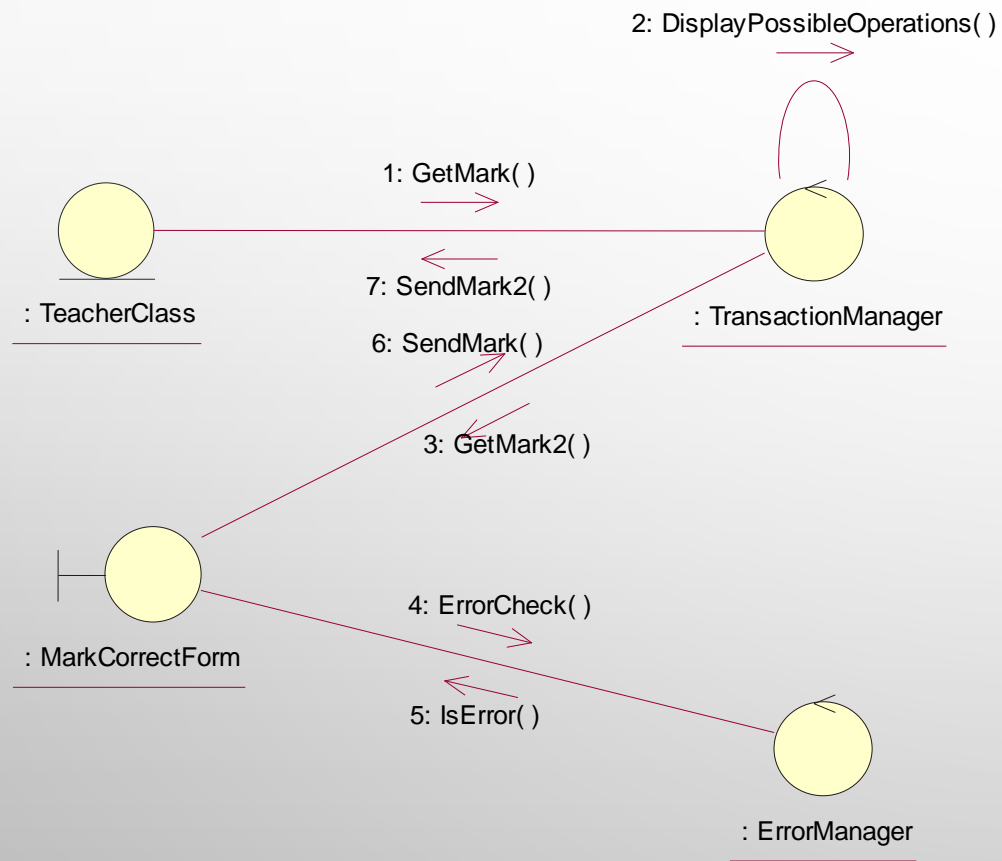 2: DisplayPossibleOperations( )
1: GetMark( )
7: SendMark2( )
: TeacherClass
: TransactionManager
6: SendMark( )
3: GetMark2( )
4: ErrorCheck( )
: MarkCorrectForm
5: IsError( )
: ErrorManager